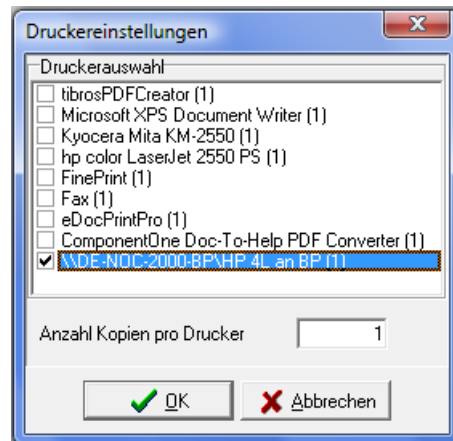 Druckereinstellungen
Druckerauswahl
tibrosPDFCreator (1)
Microsoft XPS Document Writer (1)
Kyocera Mita KM-2550 (1)
hp color LaserJet 2550 PS (1)
FinePrint (1)
Fax (1)
eDocPrintPro (1)
ComponentOne Doc-To-Help PDF Converter (1)
\\DE-NOC-2000-BP\HP 4L an BP (1)
Anzahl Kopien pro Drucker 1
OK Abbrechen